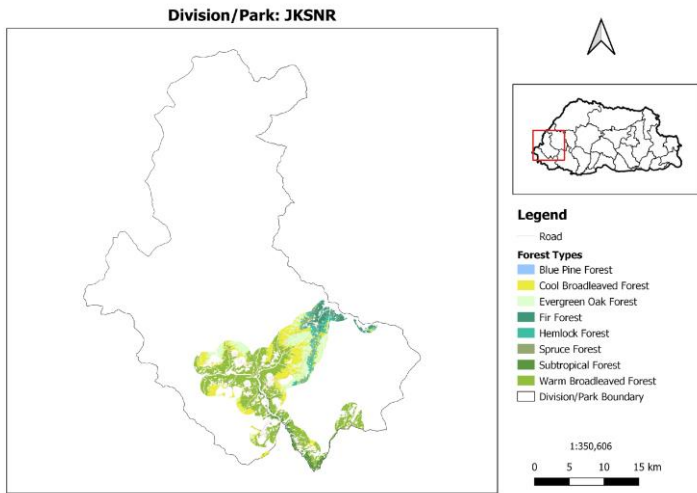 Division/Park: JKSNR
Legend
Road
Forest Types
Blue Pine Forest
Cool Broadleaved Forest
Evergreen Oak Forest
Fir Forest
Hemlock Forest
Spruce Forest
Subtropical Forest
Warm Broadleaved Forest
Division/Park Boundary
1:350,606
0 5 10 15 km